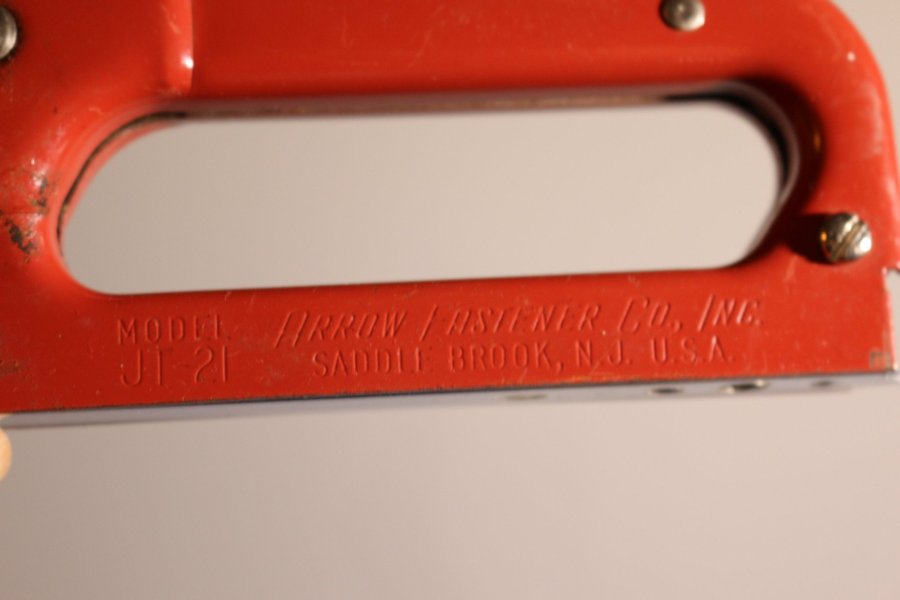 MODEL
JT-21
ARROW FASTENER CO., INC.
SADDLE BROOK, N.J. U.S.A.